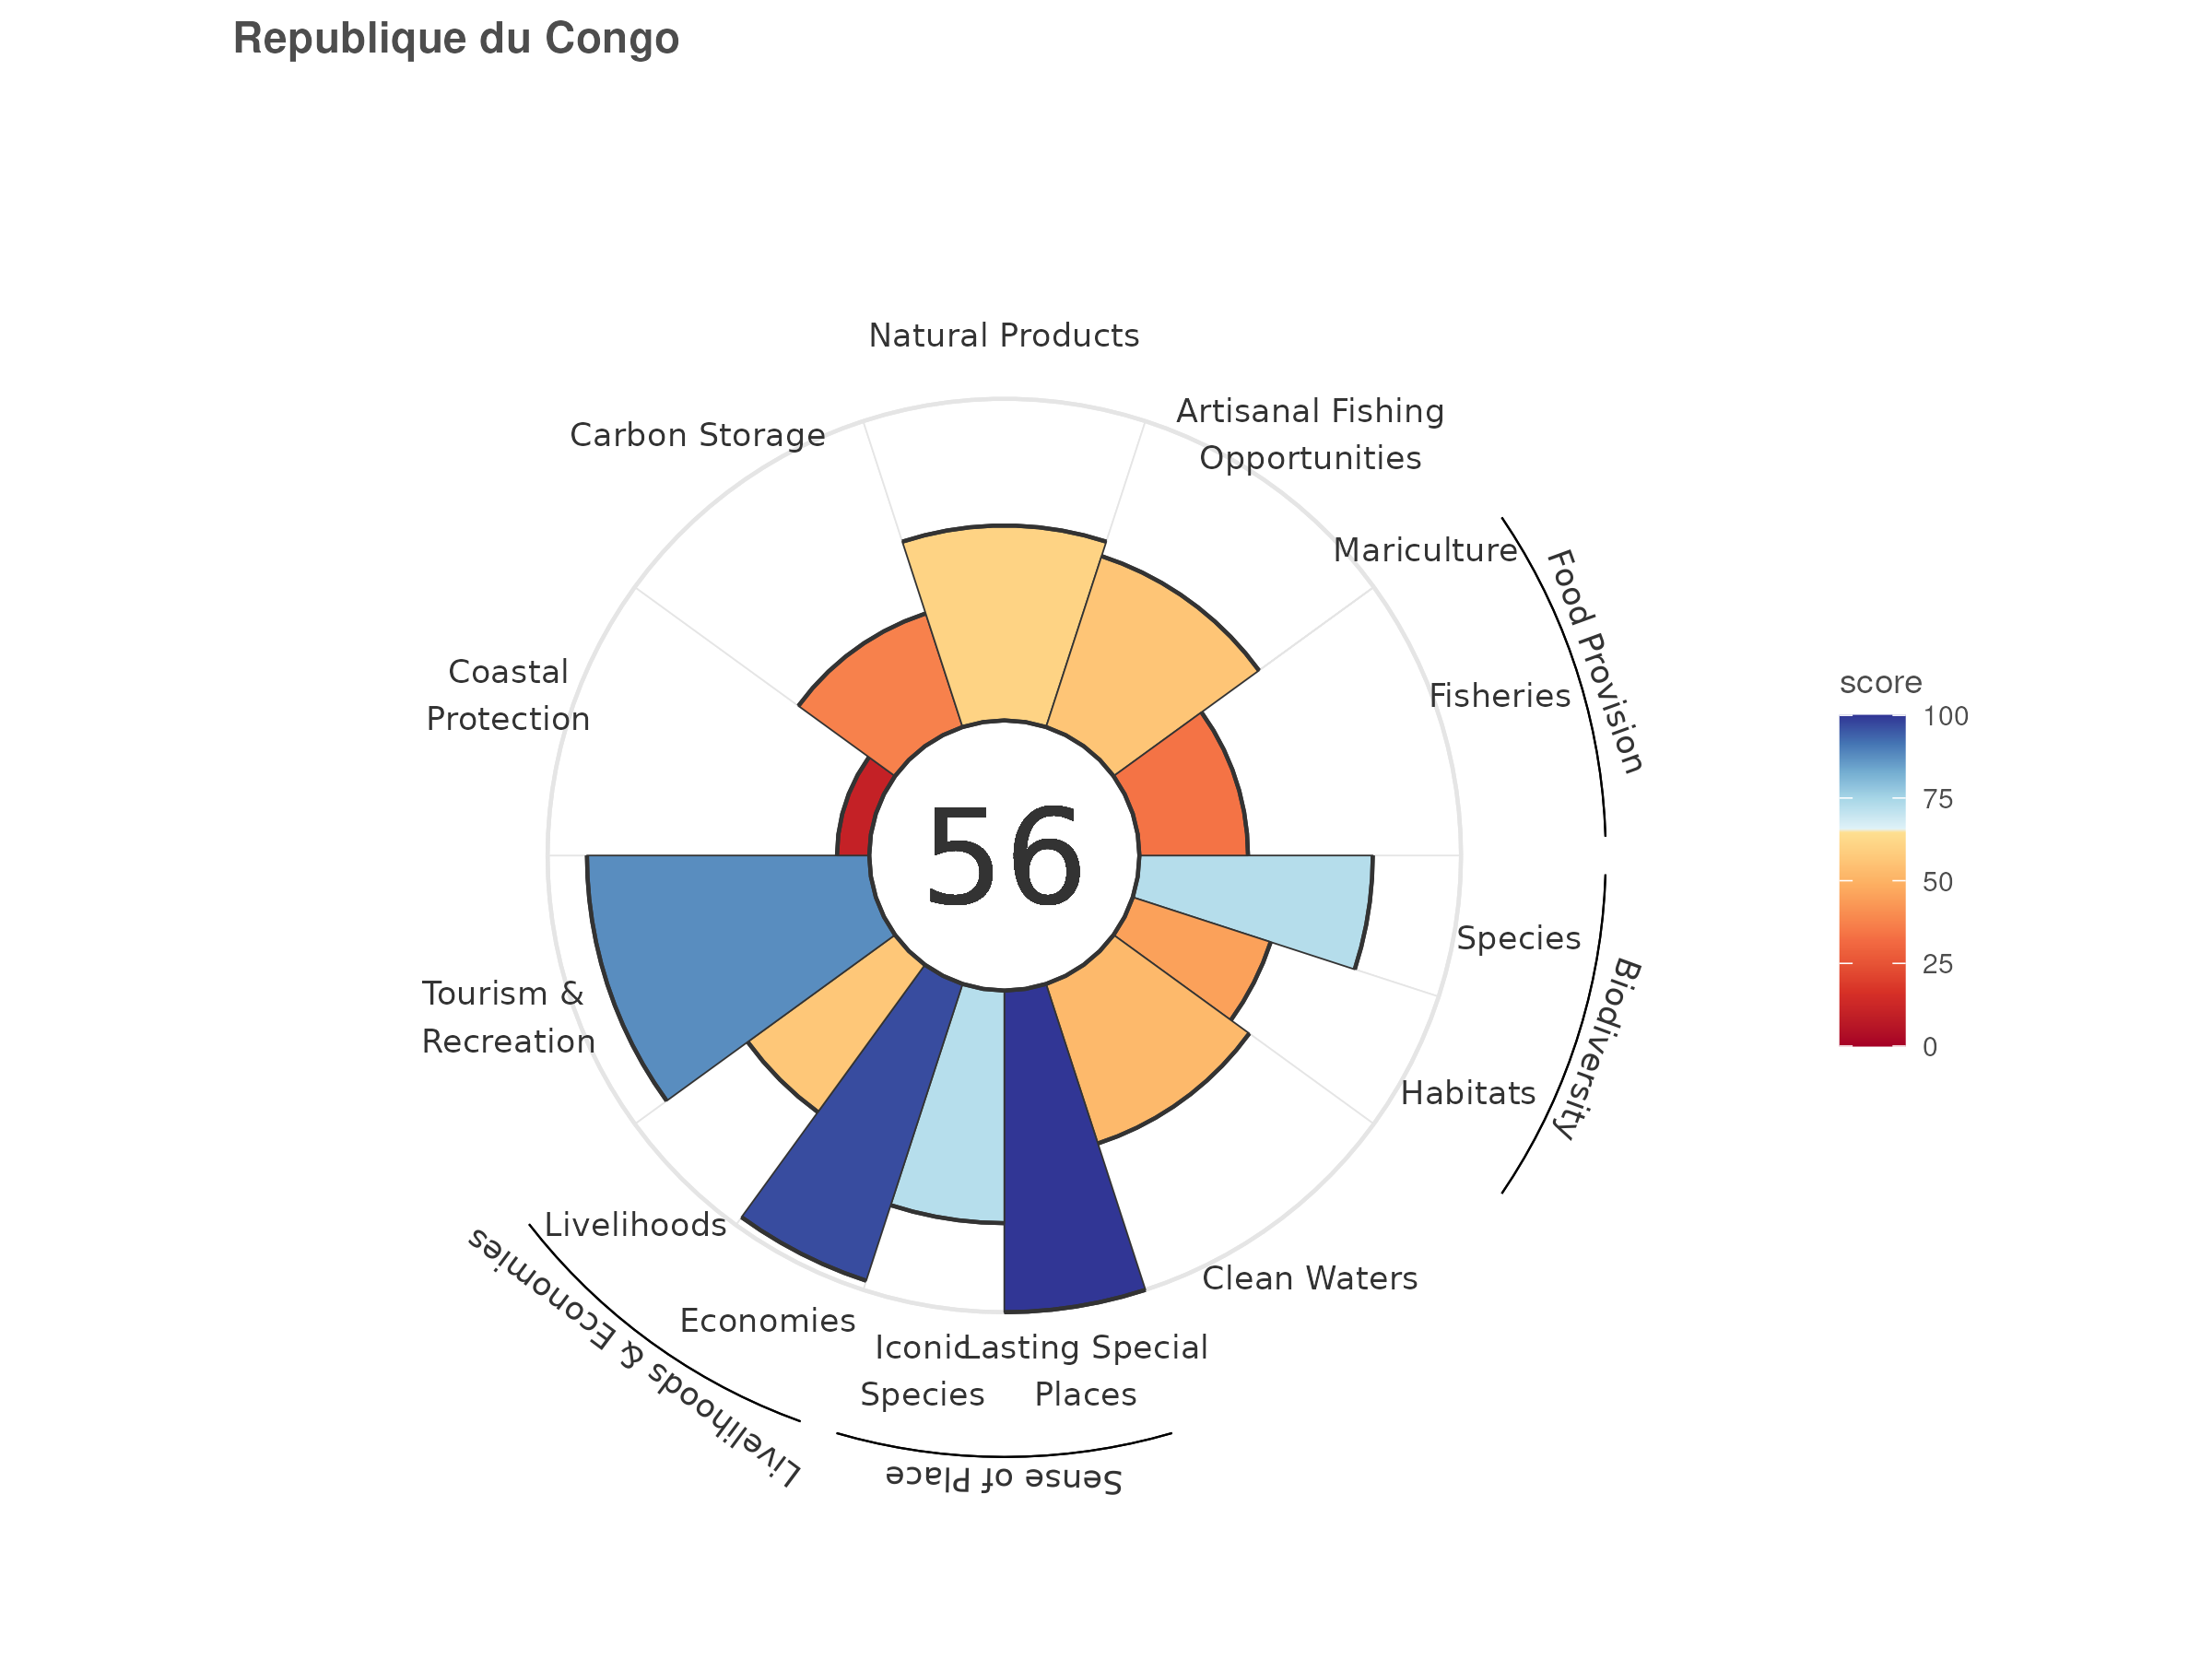 Republique du Congo
Natural Products
Artisanal Fishing
Opportunities
Carbon Storage
Mariculture
Food Provision
Fisheries
Coastal
Protection
score
100
75
50
25
0
56
Species
Biodiversity
Tourism &
Recreation
Habitats
Livelihoods
Clean Waters
Economies
Livelihoods & Economies
Iconic
Species
Lasting Special
Places
Sense of Place